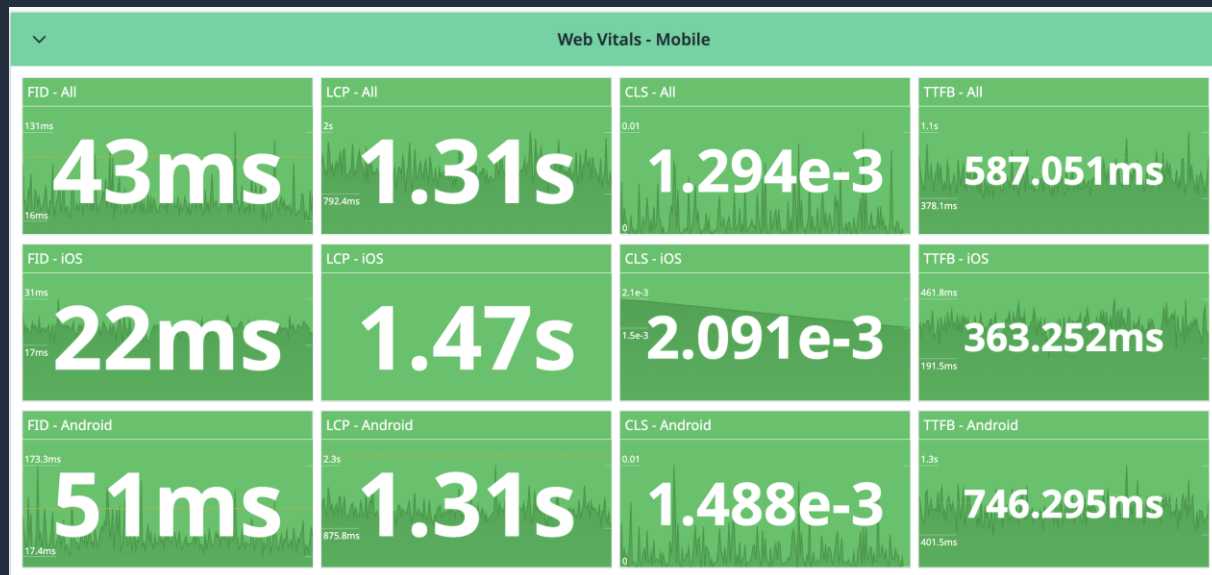 Web Vitals - Mobile
FID - All
131ms
43ms
16ms
LCP - All
2s
1.31s
792.4ms
CLS - All
0.01
1.294e-3
0
TTFB - All
1.1s
587.051ms
378.1ms
FID - iOS
31ms
22ms
17ms
LCP - iOS
1.47s
CLS - iOS
2.1e-3
1.5e-3
2.091e-3
TTFB - iOS
461.8ms
363.252ms
191.5ms
FID - Android
173.3ms
51ms
17.4ms
LCP - Android
2.3s
1.31s
875.8ms
CLS - Android
0.01
1.488e-3
0
TTFB - Android
1.3s
746.295ms
401.5ms